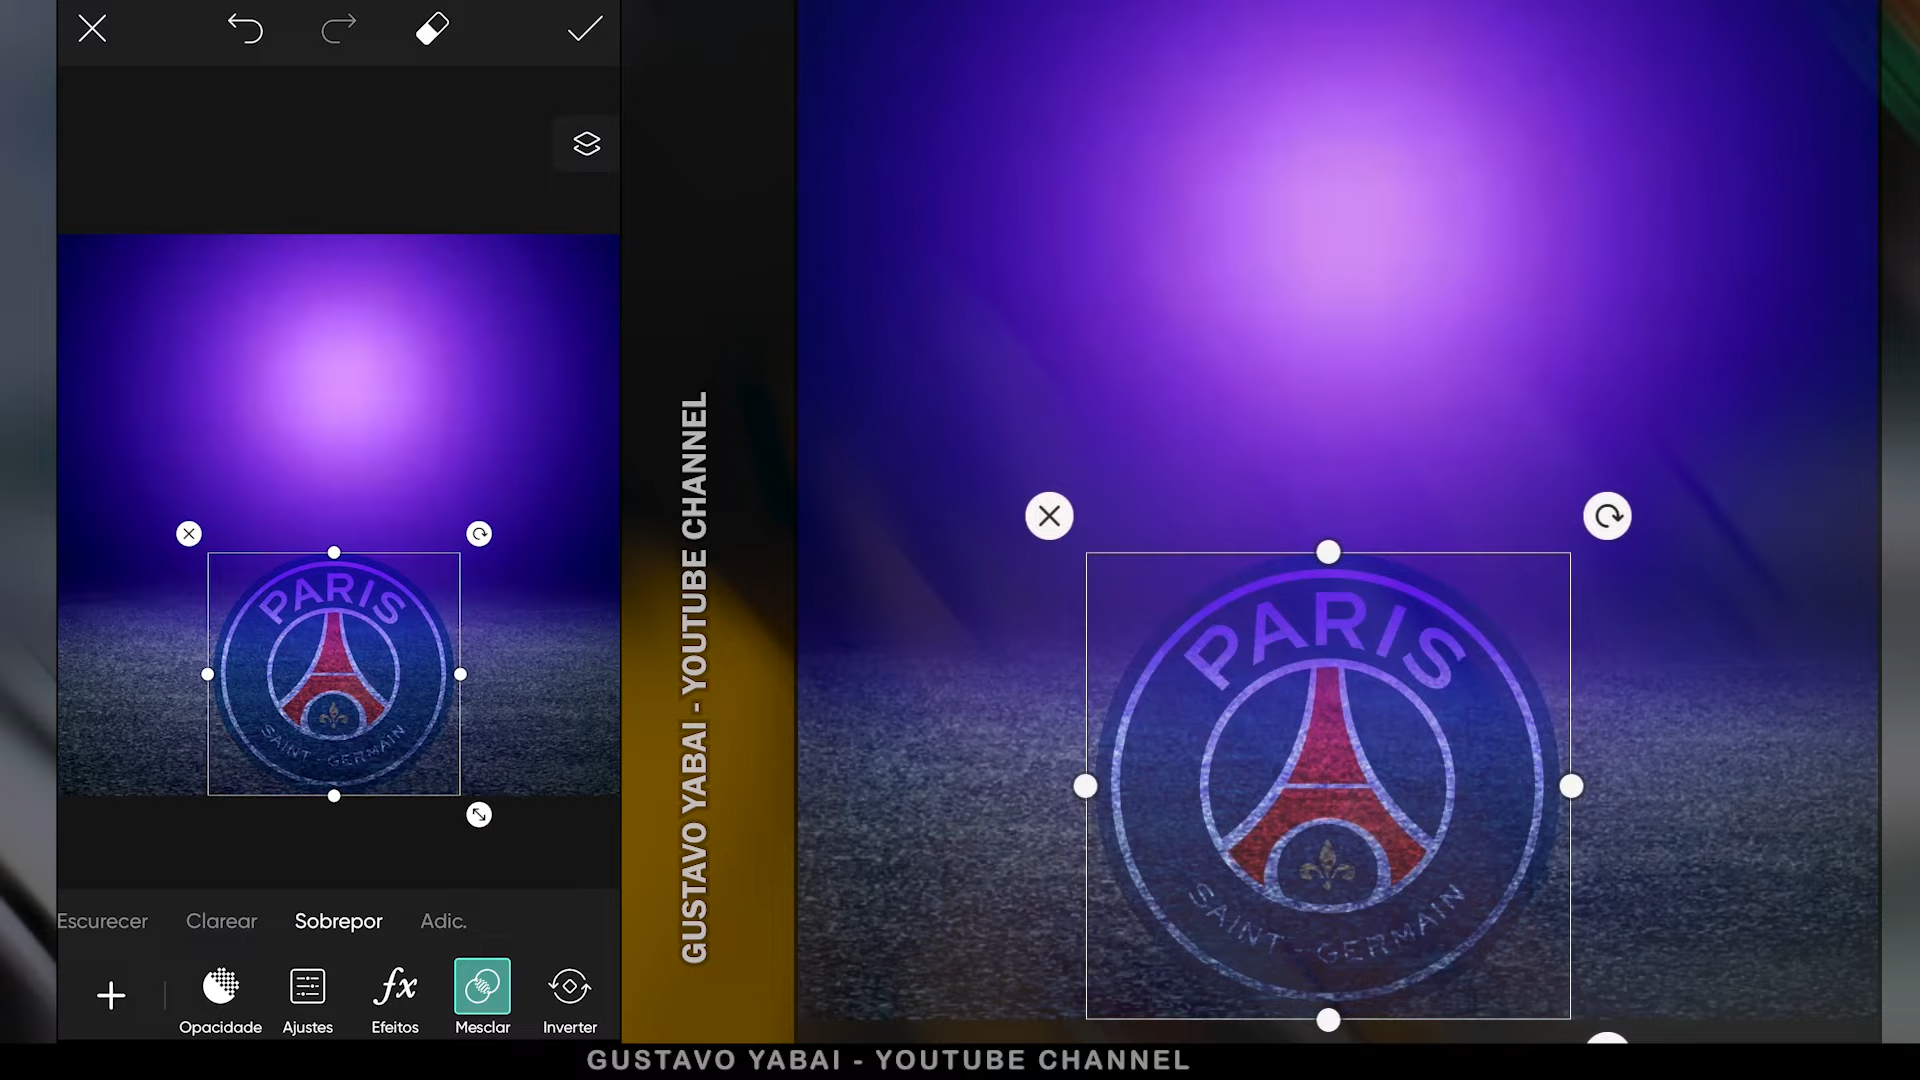 PARIS
SAINT - GERMAIN
Escurecer Clarear Sobrepor Adic.
Opacidade Ajustes Efeitos Mesclar Inverter
fx
GUSTAVO YABAI - YOUTUBE CHANNEL
PARIS
SAINT - GERMAIN
GUSTAVO YABAI - YOUTUBE CHANNEL